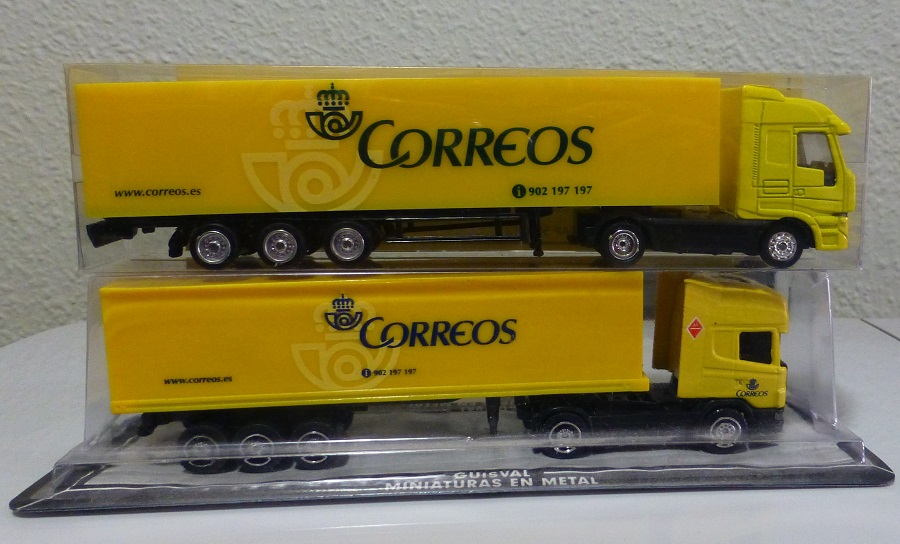 CORREOS
www.correos.es
902 197 197
CORREOS
www.correos.es
902 197 197
CORREOS
GUISVAL
MINIATURAS EN METAL